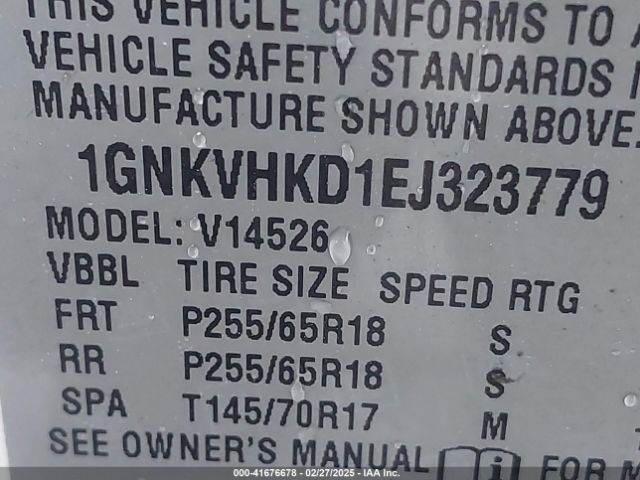 THIS VEHICLE CONFORMS TO
VEHICLE SAFETY STANDARDS
MANUFACTURE SHOWN ABOVE.
1GNKVHKD1EJ323779
MODEL: V14526
VBBL TIRE SIZE SPEED RTG
FRT P255/65R18 S
RR P255/65R18 S
SPA T145/70R17 M
SEE OWNER'S MANUAL i FOR
000-41676678 - 02/27/2025 - IAA Inc.